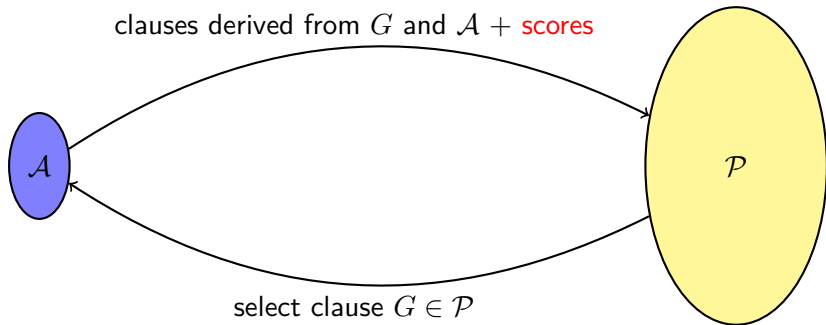 clauses derived from G and 𝒜 + scores
𝒜
𝒫
select clause G ∈ 𝒫